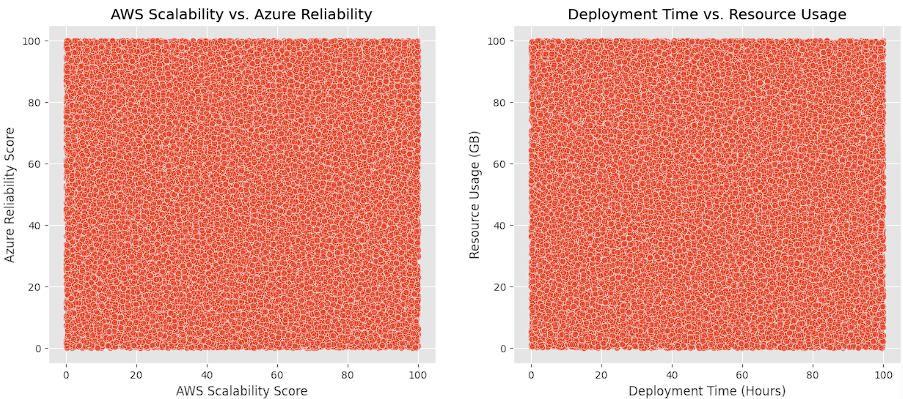 AWS Scalability vs. Azure Reliability
100
80
60
40
20
0
Azure Reliability Score
0 20 40 60 80 100
AWS Scalability Score
Deployment Time vs. Resource Usage
100
80
60
40
20
0
Resource Usage (GB)
0 20 40 60 80 100
Deployment Time (Hours)